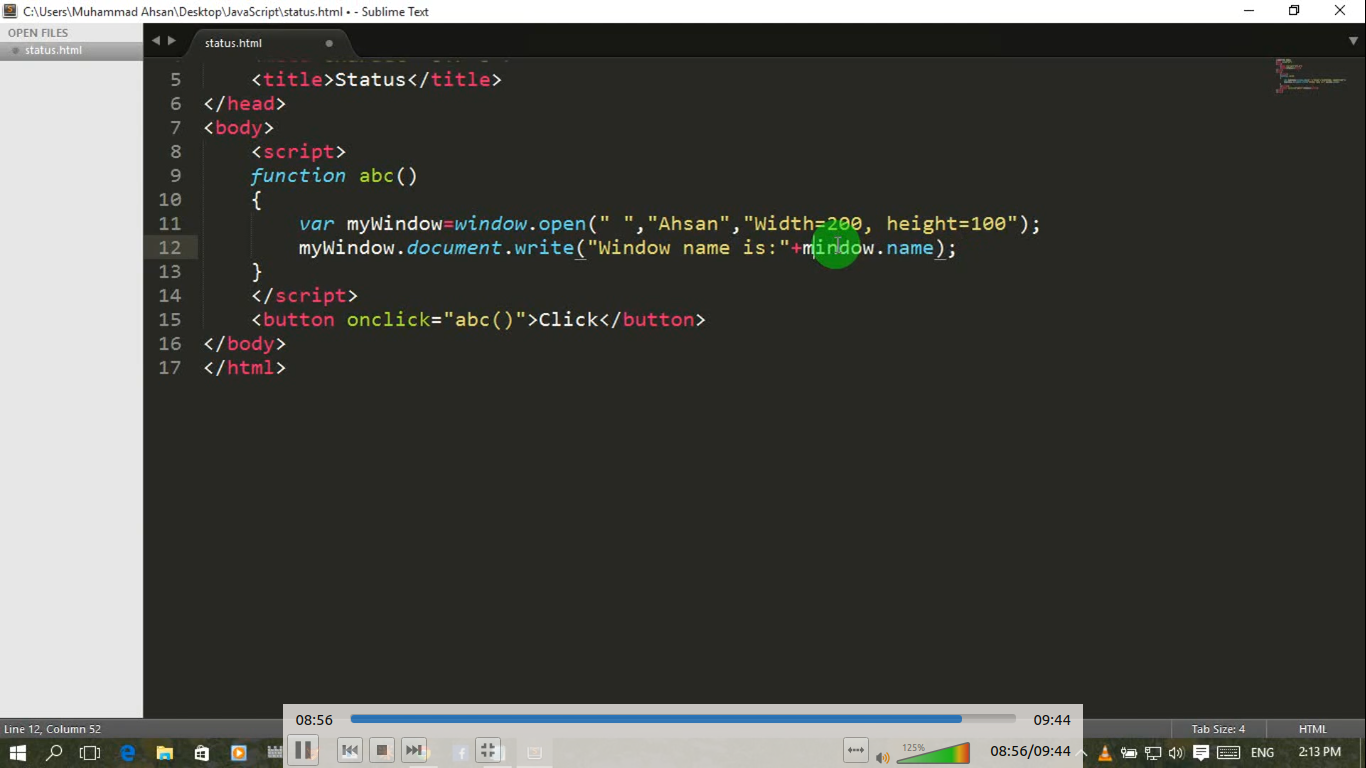 C:\Users\Muhammad Ahsan\Desktop\JavaScript\status.html • - Sublime Text
OPEN FILES
status.html
status.html
5 <title>Status</title>
6 </head>
7 <body>
8 <script>
9 function abc()
10 {
11 var myWindow=window.open(" ","Ahsan","Width=200, height=100");
12 myWindow.document.write("Window name is:"+mindow.name);
13 }
14 </script>
15 <button onclick="abc()">Click</button>
16 </body>
17 </html>
08:56
09:44
Line 12, Column 52
Tab Size: 4
HTML
125%
08:56/09:44
ENG
2:13 PM